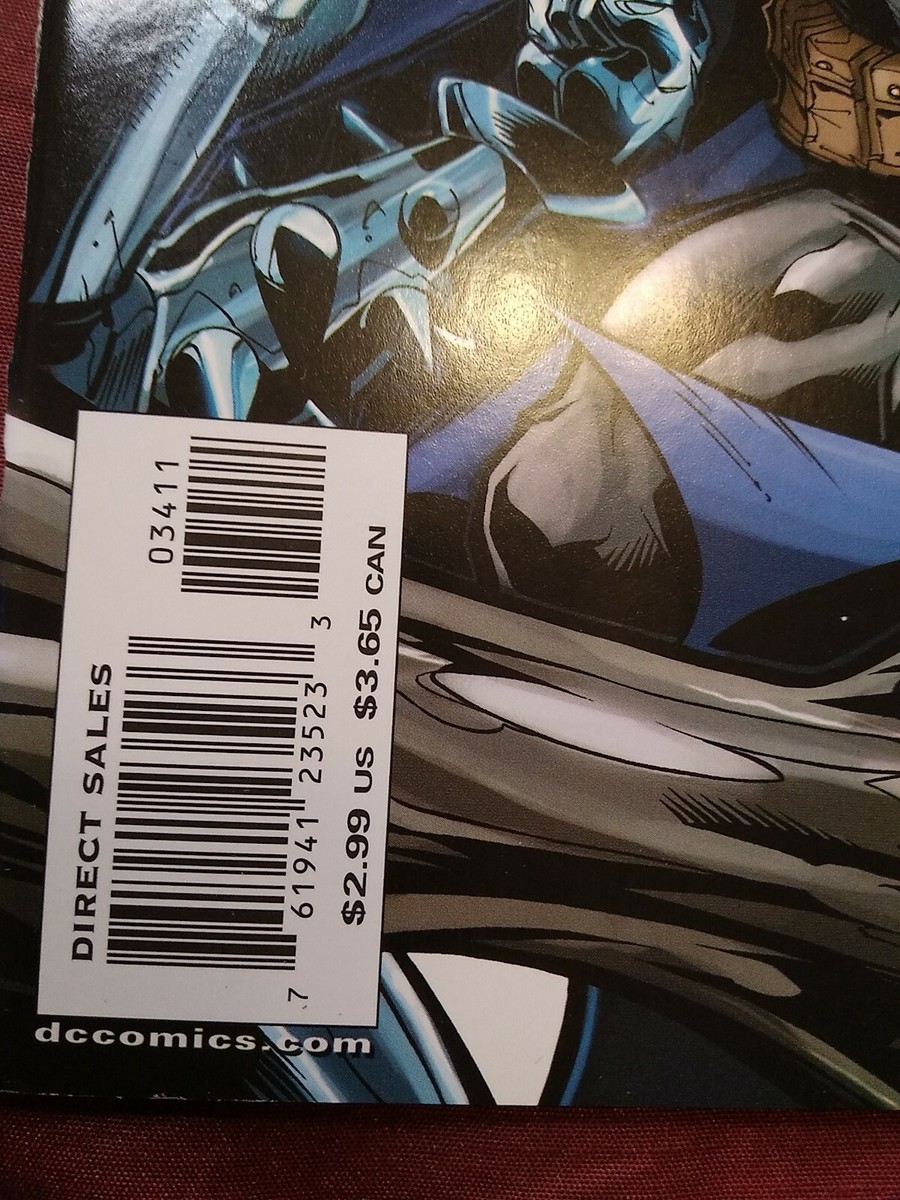 DIRECT SALES
03411
7 61941 23523 3
$2.99 US $3.65 CAN
dccomics.com